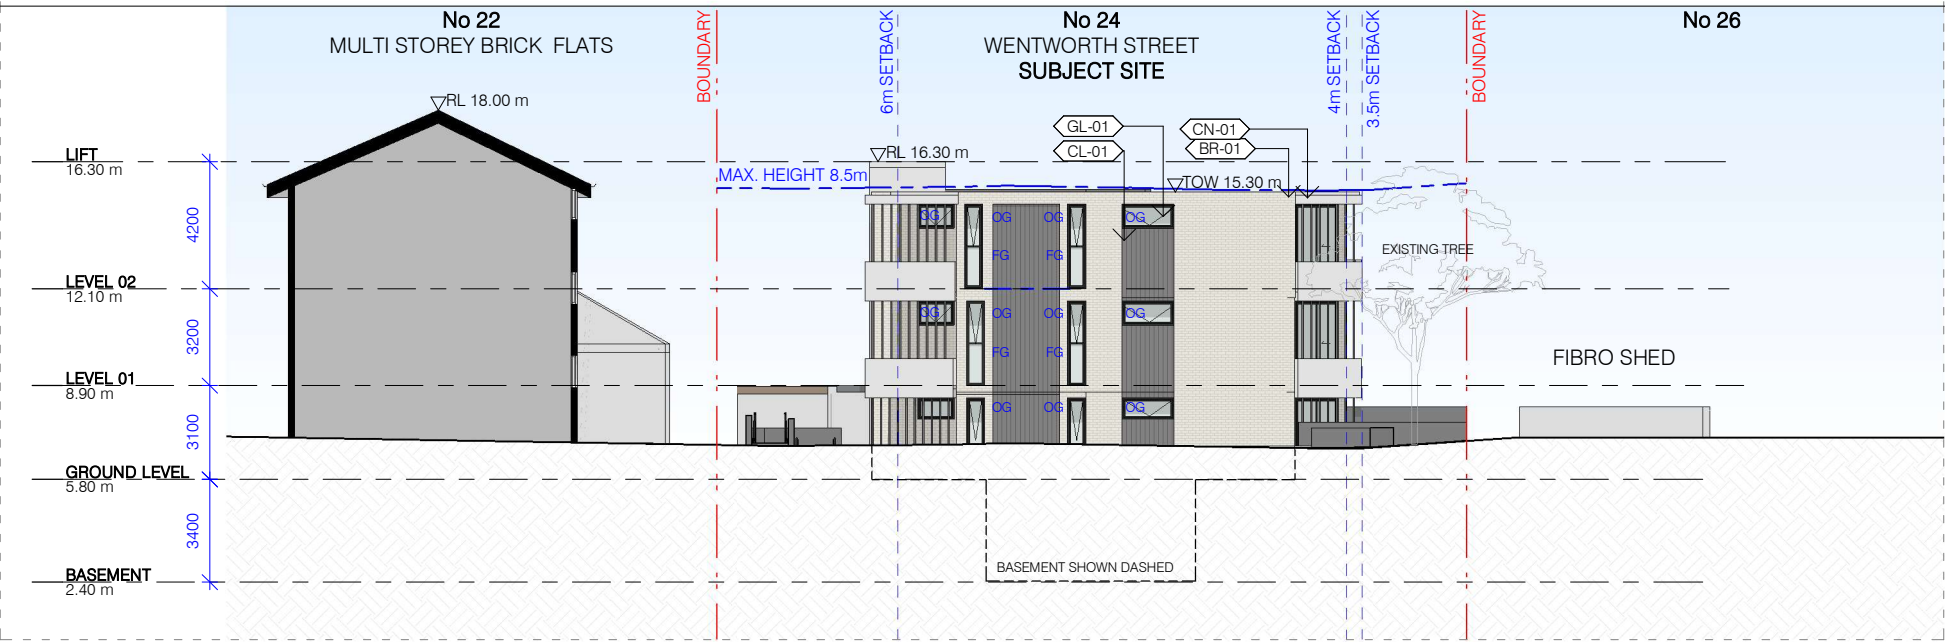 No 22
MULTI STOREY BRICK FLATS
BOUNDARY
6m SETBACK
No 24
WENTWORTH STREET
SUBJECT SITE
4m SETBACK
3.5m SETBACK
BOUNDARY
No 26
RL 18.00 m
GL-01
CL-01
CN-01
BR-01
RL 16.30 m
MAX. HEIGHT 8.5m
TOW 15.30 m
LIFT
16.30 m
4200
OG
OG
OG
OG
FG
FG
EXISTING TREE
LEVEL 02
12.10 m
3200
OG
OG
OG
OG
FG
FG
FIBRO SHED
LEVEL 01
8.90 m
3100
OG
OG
OG
GROUND LEVEL
5.80 m
3400
BASEMENT SHOWN DASHED
BASEMENT
2.40 m